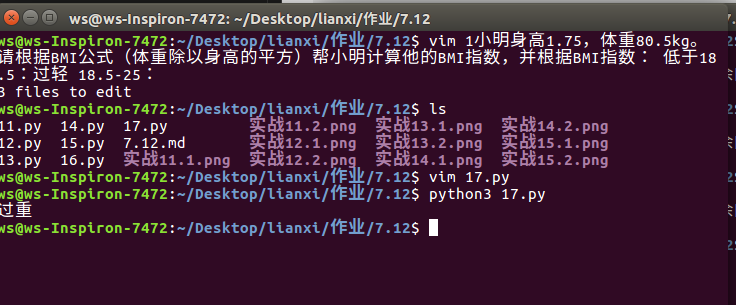 ws@ws-Inspiron-7472: ~/Desktop/lianxi/作业/7.12
ws@ws-Inspiron-7472:~/Desktop/lianxi/作业/7.12$ vim 1小明身高1.75，体重80.5kg。
请根据BMI公式（体重除以身高的平方）帮小明计算他的BMI指数，并根据BMI指数： 低于18
.5：过轻 18.5-25：
3 files to edit
ws@ws-Inspiron-7472:~/Desktop/lianxi/作业/7.12$ ls
11.py 14.py 17.py 实战11.2.png 实战13.1.png 实战14.2.png
12.py 15.py 7.12.md 实战12.1.png 实战13.2.png 实战15.1.png
13.py 16.py 实战11.1.png 实战12.2.png 实战14.1.png 实战15.2.png
ws@ws-Inspiron-7472:~/Desktop/lianxi/作业/7.12$ vim 17.py
ws@ws-Inspiron-7472:~/Desktop/lianxi/作业/7.12$ python3 17.py
过重
ws@ws-Inspiron-7472:~/Desktop/lianxi/作业/7.12$